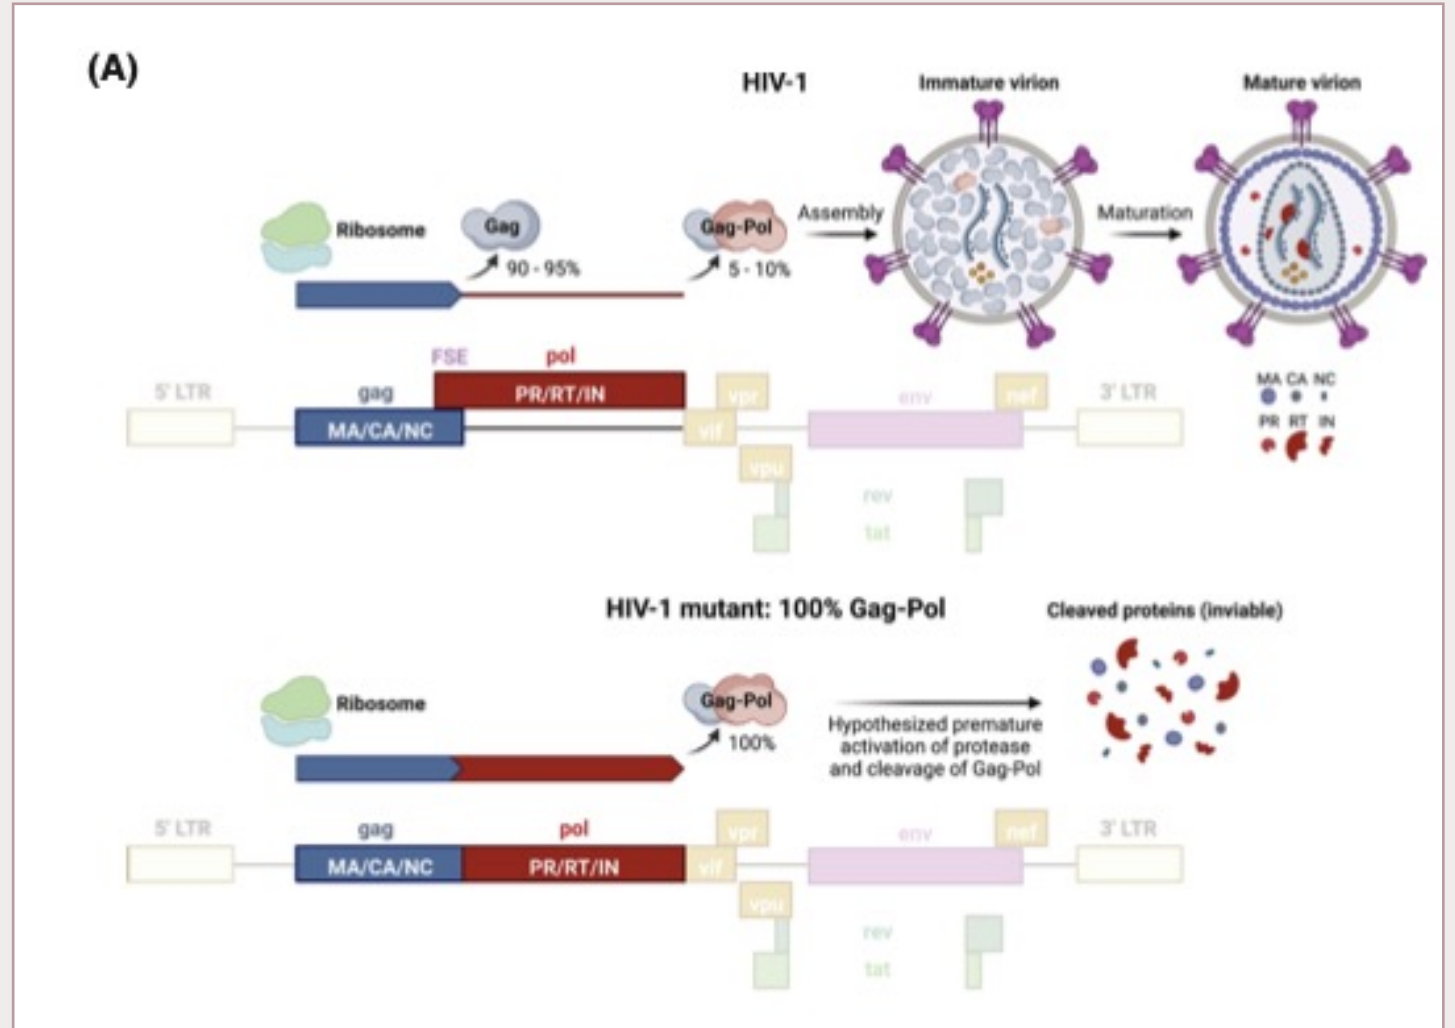 (A)
HIV-1
Immature virion
Mature virion
Ribosome
Gag
90 - 95%
Gag-Pol
5 - 10%
Assembly
Maturation
FSE
pol
5' LTR
gag
PR/RT/IN
MA/CA/NC
vpr
vif
vpu
env
nef
3' LTR
rev
tat
MA CA NC
PR RT IN
HIV-1 mutant: 100% Gag-Pol
Cleaved proteins (inviable)
Ribosome
Gag-Pol
100%
Hypothesized premature
activation of protease
and cleavage of Gag-Pol
5' LTR
gag
pol
MA/CA/NC
PR/RT/IN
vpr
vif
vpu
env
nef
3' LTR
rev
tat